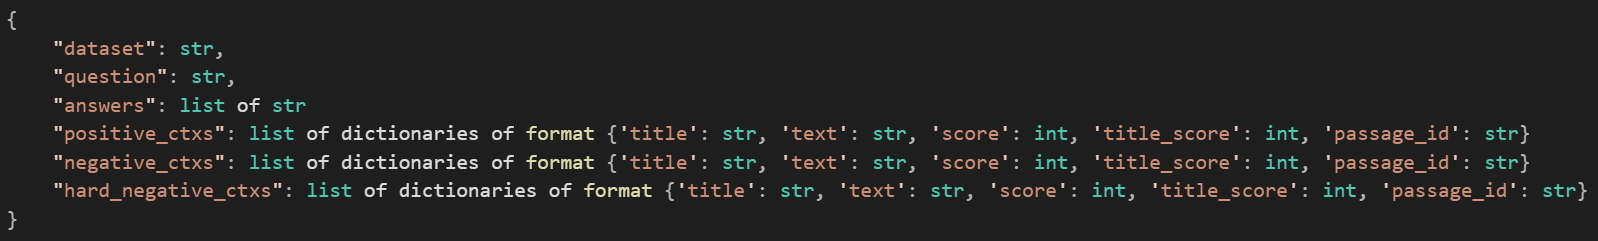 {
    "dataset": str,
    "question": str,
    "answers": list of str
    "positive_ctxs": list of dictionaries of format {'title': str, 'text': str, 'score': int, 'title_score': int, 'passage_id': str}
    "negative_ctxs": list of dictionaries of format {'title': str, 'text': str, 'score': int, 'title_score': int, 'passage_id': str}
    "hard_negative_ctxs": list of dictionaries of format {'title': str, 'text': str, 'score': int, 'title_score': int, 'passage_id': str}
}